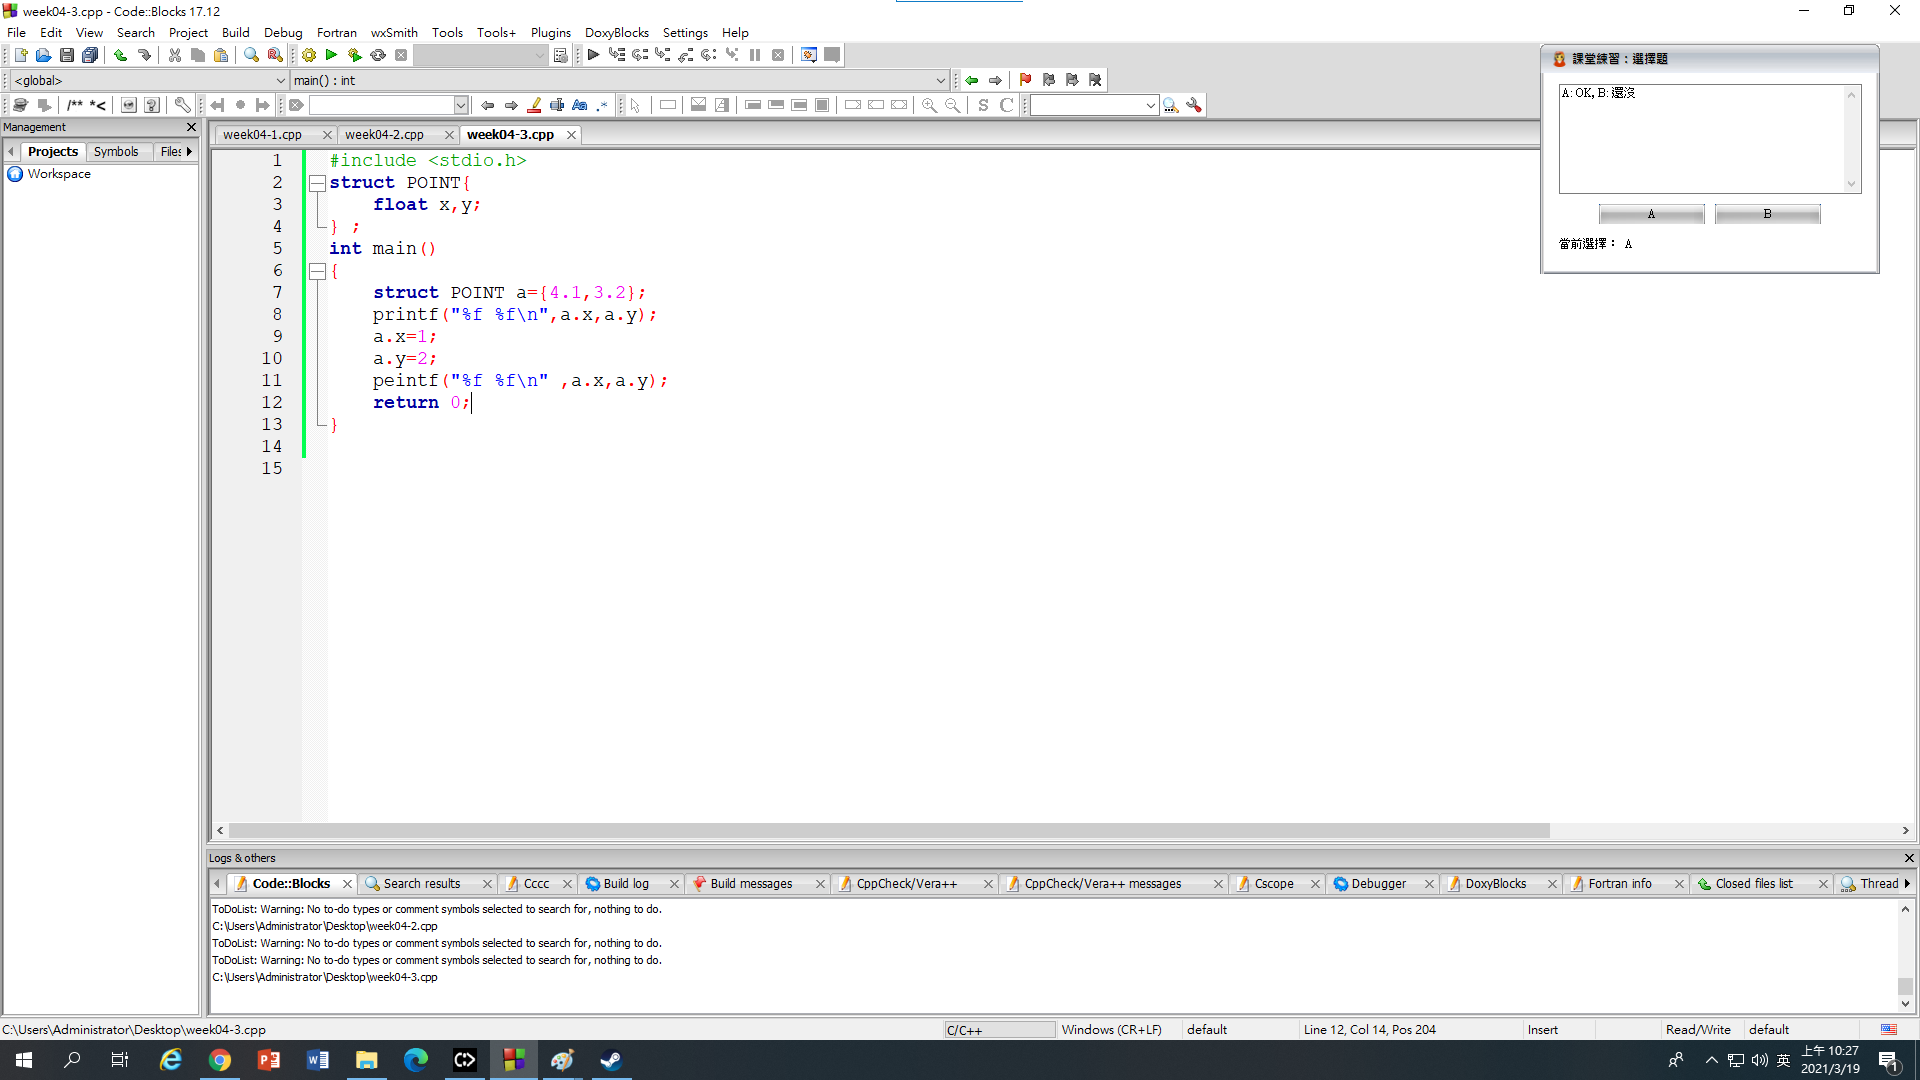 week04-3.cpp - Code::Blocks 17.12
File Edit View Search Project Build Debug Fortran wxSmith Tools Tools+ Plugins DoxyBlocks Settings Help
<global> main() : int
/** *<
Management
Projects Symbols Files
Workspace
week04-1.cpp week04-2.cpp week04-3.cpp
1 #include <stdio.h>
2 struct POINT{
3 float x,y;
4 } ;
5 int main()
6 {
7 struct POINT a={4.1,3.2};
8 printf("%f %f\n",a.x,a.y);
9 a.x=1;
10 a.y=2;
11 peintf("%f %f\n" ,a.x,a.y);
12 return 0;
13 }
14
15
課堂練習：選擇題
A: OK, B: 還沒
A B
當前選擇： A
Logs & others
Code::Blocks Search results Cccc Build log Build messages CppCheck/Vera++ CppCheck/Vera++ messages Cscope Debugger DoxyBlocks Fortran info Closed files list Thread
ToDoList: Warning: No to-do types or comment symbols selected to search for, nothing to do.
C:\Users\Administrator\Desktop\week04-2.cpp
ToDoList: Warning: No to-do types or comment symbols selected to search for, nothing to do.
ToDoList: Warning: No to-do types or comment symbols selected to search for, nothing to do.
C:\Users\Administrator\Desktop\week04-3.cpp
C:\Users\Administrator\Desktop\week04-3.cpp C/C++ Windows (CR+LF) default Line 12, Col 14, Pos 204 Insert Read/Write default
英 上午 10:27
2021/3/19
1